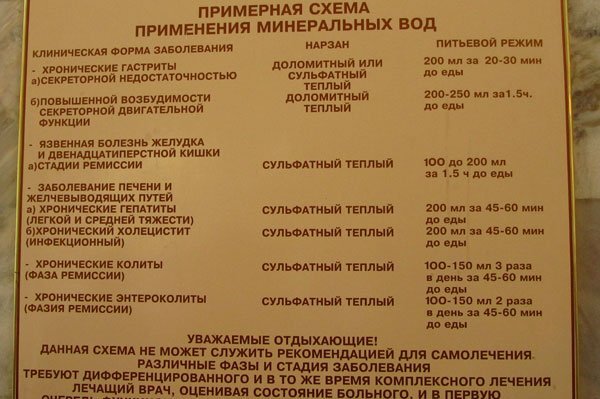 ПРИМЕРНАЯ СХЕМА
ПРИМЕНЕНИЯ МИНЕРАЛЬНЫХ ВОД
КЛИНИЧЕСКАЯ ФОРМА ЗАБОЛЕВАНИЯ НАРЗАН ПИТЬЕВОЙ РЕЖИМ
- ХРОНИЧЕСКИЕ ГАСТРИТЫ ДОЛОМИТНЫЙ ИЛИ 200 мл за 20-30 мин
а)СЕКРЕТОРНОЙ НЕДОСТАТОЧНОСТЬЮ СУЛЬФАТНЫЙ до еды
ТЕПЛЫЙ
б)ПОВЫШЕННОЙ ВОЗБУДИМОСТИ ДОЛОМИТНЫЙ 200-250 мл за1.5ч.
СЕКРЕТОРНОЙ ДВИГАТЕЛЬНОЙ ТЕПЛЫЙ до еды
ФУНКЦИИ
- ЯЗВЕННАЯ БОЛЕЗНЬ ЖЕЛУДКА
И ДВЕНАДЦАТИПЕРСТНОЙ КИШКИ
а)СТАДИИ РЕМИССИИ СУЛЬФАТНЫЙ ТЕПЛЫЙ 100 до 200 мл
за 1.5 ч до еды
- ЗАБОЛЕВАНИЕ ПЕЧЕНИ И
ЖЕЛЧЕВЫВОДЯЩИХ ПУТЕЙ
а) ХРОНИЧЕСКИЕ ГЕПАТИТЫ СУЛЬФАТНЫЙ ТЕПЛЫЙ 200 мл за 45-60 мин
(ЛЕГКОЙ И СРЕДНЕЙ ТЯЖЕСТИ) до еды
б)ХРОНИЧЕСКИЙ ХОЛЕЦИСТИТ СУЛЬФАТНЫЙ ТЕПЛЫЙ 200 мл за 45-60 мин
(ИНФЕКЦИОННЫЙ) до еды
- ХРОНИЧЕСКИЕ КОЛИТЫ СУЛЬФАТНЫЙ ТЕПЛЫЙ 100-150 мл 3 раза
(ФАЗА РЕМИССИИ) в день за 45-60 мин
до еды
- ХРОНИЧЕСКИЕ ЭНТЕРОКОЛИТЫ СУЛЬФАТНЫЙ ТЕПЛЫЙ 100-150 мл 2 раза
(ФАЗИЯ РЕМИССИИ) в день за 45-60 мин
до еды
УВАЖАЕМЫЕ ОТДЫХАЮЩИЕ!
ДАННАЯ СХЕМА НЕ МОЖЕТ СЛУЖИТЬ РЕКОМЕНДАЦИЕЙ ДЛЯ САМОЛЕЧЕНИЯ
РАЗЛИЧНЫЕ ФАЗЫ И СТАДИЯ ЗАБОЛЕВАНИЯ
ТРЕБУЮТ ДИФФЕРЕНЦИРОВАННОГО И В ТО ЖЕ ВРЕМЯ КОМПЛЕКСНОГО ЛЕЧЕНИЯ
ЛЕЧАЩИЙ ВРАЧ, ОЦЕНИВАЯ СОСТОЯНИЕ БОЛЬНОГО, И В ПЕРВУЮ